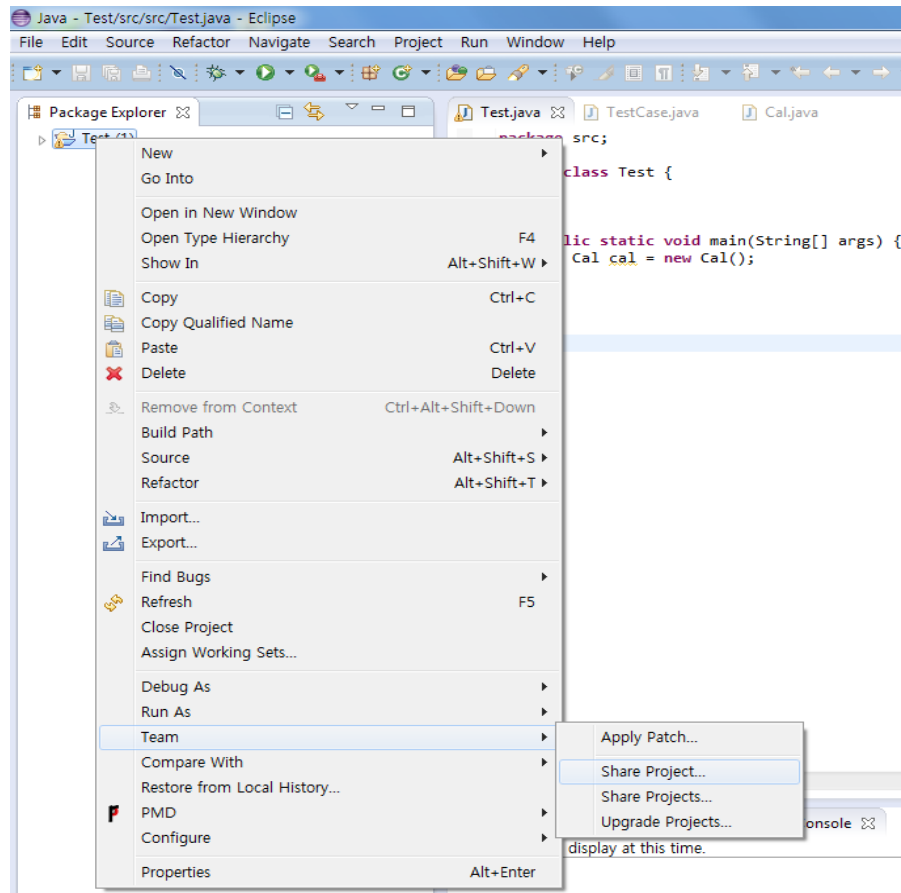 Java - Test/src/src/Test.java - Eclipse
File Edit Source Refactor Navigate Search Project Run Window Help
Package Explorer
Test.java TestCase.java Cal.java
Test (1)
package src;
class Test {
lic static void main(String[] args) {
Cal cal = new Cal();
New
Go Into
Open in New Window
Open Type Hierarchy F4
Show In Alt+Shift+W
Copy Ctrl+C
Copy Qualified Name
Paste Ctrl+V
Delete Delete
Remove from Context Ctrl+Alt+Shift+Down
Build Path
Source Alt+Shift+S
Refactor Alt+Shift+T
Import...
Export...
Find Bugs
Refresh F5
Close Project
Assign Working Sets...
Debug As
Run As
Team
Compare With
Restore from Local History...
PMD
Configure
Properties Alt+Enter
Apply Patch...
Share Project...
Share Projects...
Upgrade Projects...
onsole
display at this time.